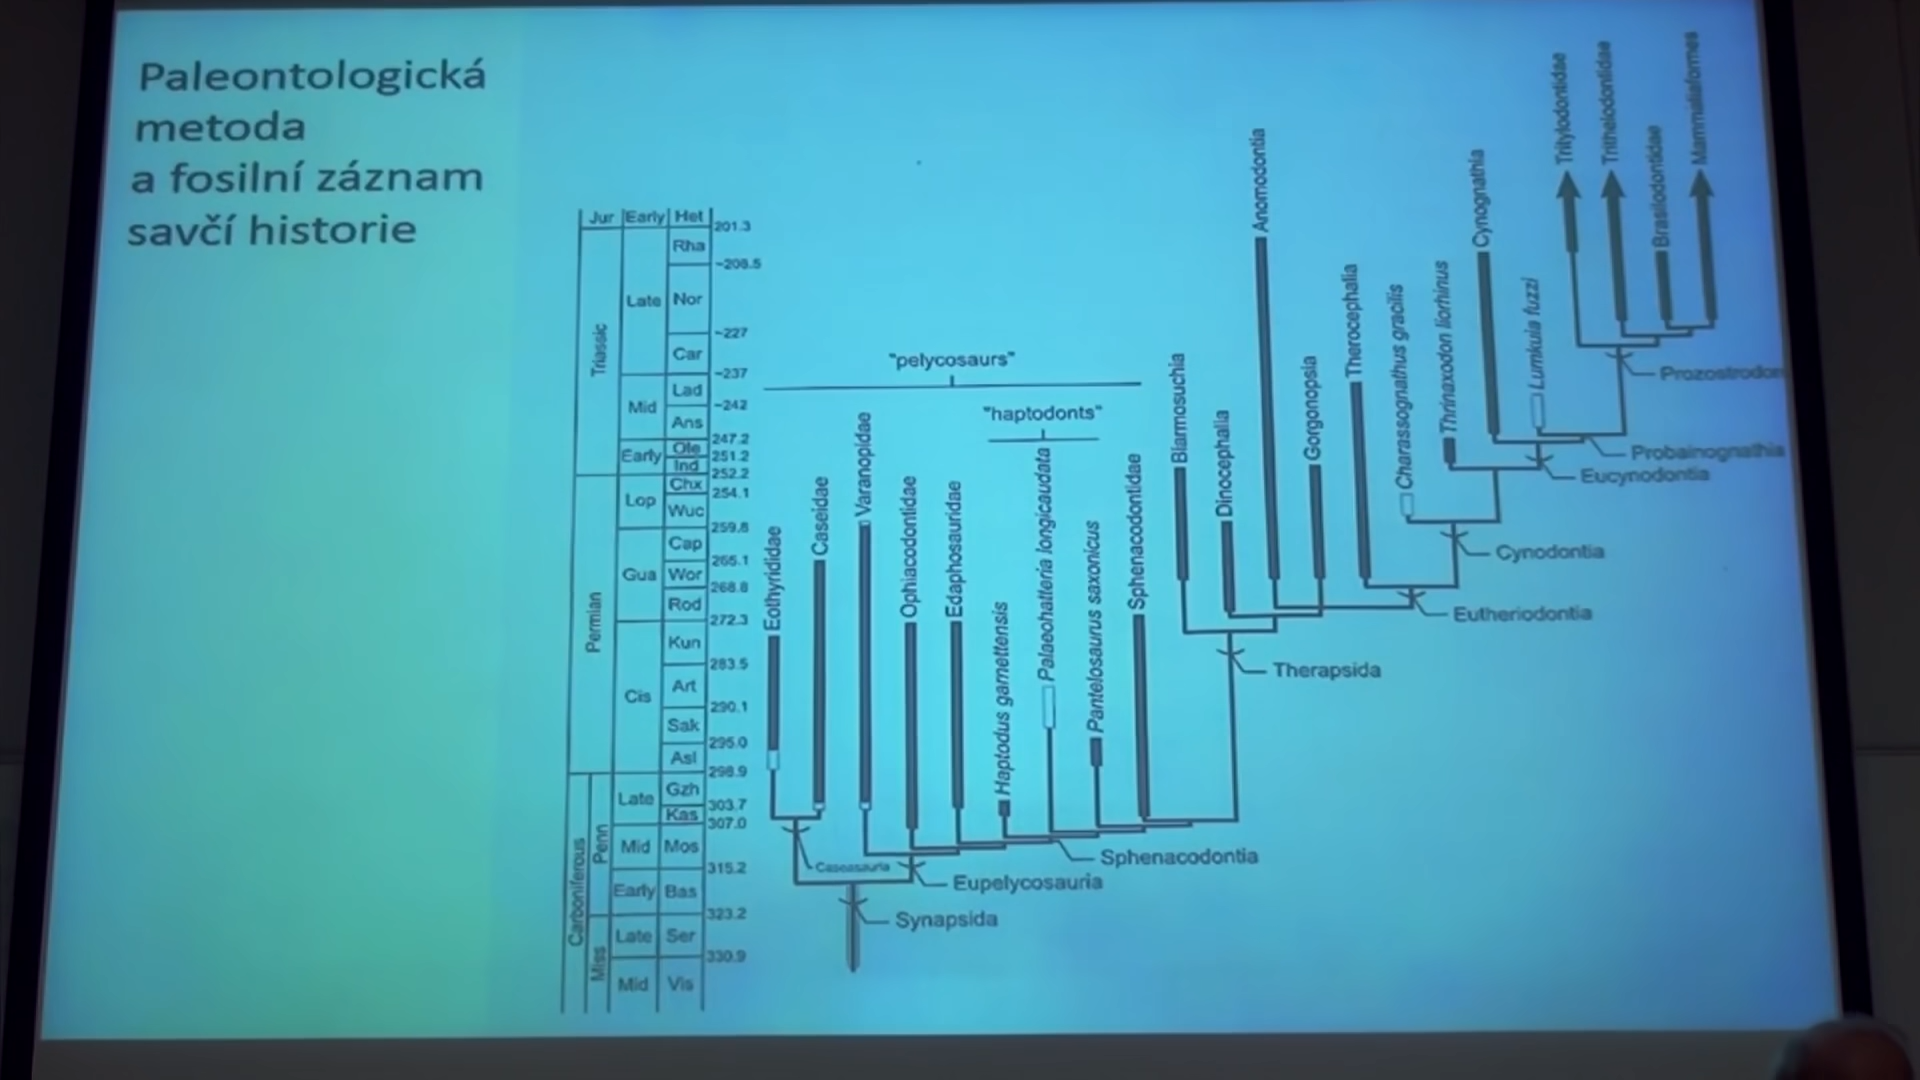 Paleontologická
metoda
a fosilní záznam
savčí historie
Jur Early Het
201.3
Rha
~208.5
Triassic
Late Nor
~227
Car
~237
Lad
Mid
~242
Ans
247.2
Early Ole
251.2
Ind
252.2
Permian
Chx
Lop
254.1
Wuc
259.8
Cap
265.1
Gua Wor
268.8
Rod
272.3
Kun
283.5
Cis
Art
290.1
Sak
295.0
Asl
298.9
Carboniferous
Penn
Late Gzh
303.7
Kas
307.0
Mid Mos
315.2
Early Bas
323.2
Miss
Late Ser
330.9
Mid Vis
"pelycosaurs"
"haptodonts"
Eothyrididae
Caseidae
Varanopidae
Ophiacodontidae
Edaphosauridae
Haptodus garnettensis
Palaeohatteria longicaudata
Pantelosaurus saxonicus
Sphenacodontidae
Biarmosuchia
Dinocephalia
Anomodontia
Gorgonopsia
Therocephalia
Charassognathus gracilis
Thrinaxodon liorhinus
Cynognathia
Lumkuia fuzzi
Tritylodontidae
Trithelodontidae
Brasilodontidae
Mammaliaformes
Prozostrodon
Probainognathia
Eucynodontia
Cynodontia
Eutheriodontia
Therapsida
Sphenacodontia
Caseasauria
Eupelycosauria
Synapsida